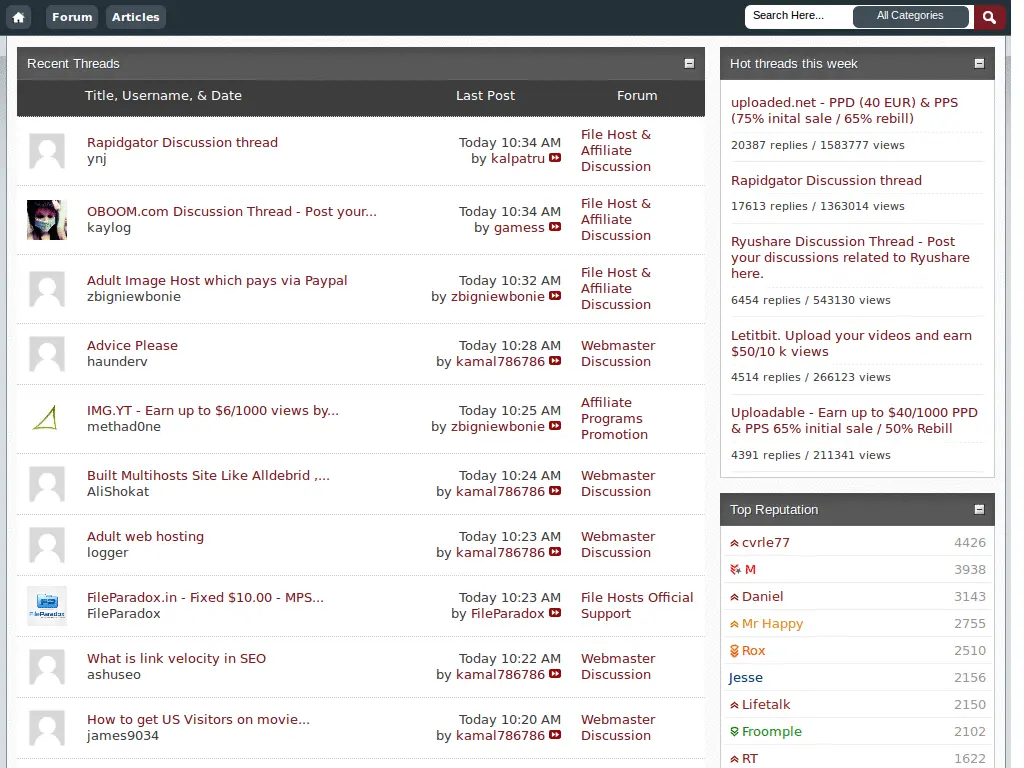 Forum Articles Search Here... All Categories
Recent Threads
Title, Username, & Date Last Post Forum
Rapidgator Discussion thread
ynj
Today 10:34 AM
by kalpatru
File Host &
Affiliate
Discussion
OBOOM.com Discussion Thread - Post your...
kaylog
Today 10:34 AM
by gamess
File Host &
Affiliate
Discussion
Adult Image Host which pays via Paypal
zbigniewbonie
Today 10:32 AM
by zbigniewbonie
File Host &
Affiliate
Discussion
Advice Please
haunderv
Today 10:28 AM
by kamal786786
Webmaster
Discussion
IMG.YT - Earn up to $6/1000 views by...
methad0ne
Today 10:25 AM
by zbigniewbonie
Affiliate
Programs
Promotion
Built Multihosts Site Like Alldebrid ,...
AliShokat
Today 10:24 AM
by kamal786786
Webmaster
Discussion
Adult web hosting
logger
Today 10:23 AM
by kamal786786
Webmaster
Discussion
FileParadox
FileParadox.in - Fixed $10.00 - MPS...
FileParadox
Today 10:23 AM
by FileParadox
File Hosts Official
Support
What is link velocity in SEO
ashuseo
Today 10:22 AM
by kamal786786
Webmaster
Discussion
How to get US Visitors on movie...
james9034
Today 10:20 AM
by kamal786786
Webmaster
Discussion
Hot threads this week
uploaded.net - PPD (40 EUR) & PPS
(75% inital sale / 65% rebill)
20387 replies / 1583777 views
Rapidgator Discussion thread
17613 replies / 1363014 views
Ryushare Discussion Thread - Post
your discussions related to Ryushare
here.
6454 replies / 543130 views
Letitbit. Upload your videos and earn
$50/10 k views
4514 replies / 266123 views
Uploadable - Earn up to $40/1000 PPD
& PPS 65% initial sale / 50% Rebill
4391 replies / 211341 views
Top Reputation
cvrle77 4426
M 3938
Daniel 3143
Mr Happy 2755
Rox 2510
Jesse 2156
Lifetalk 2150
Froomple 2102
RT 1622